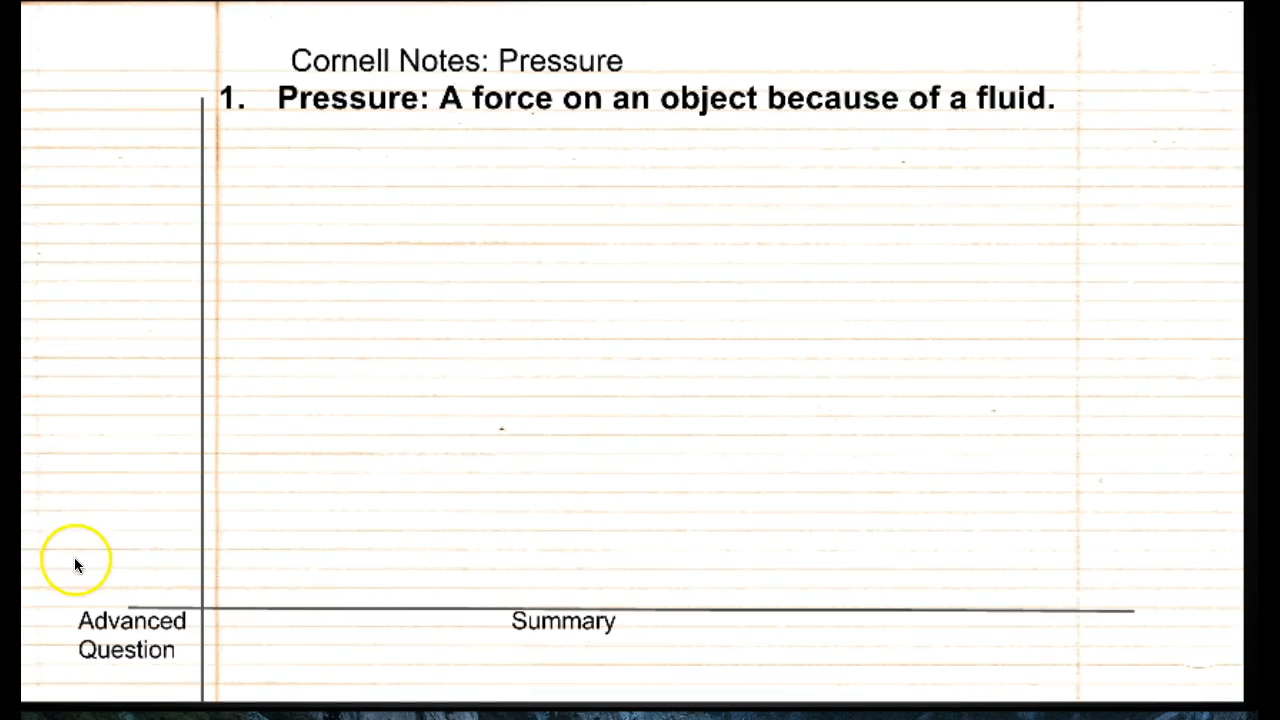 Cornell Notes: Pressure
1. Pressure: A force on an object because of a fluid.
Advanced
Question
Summary